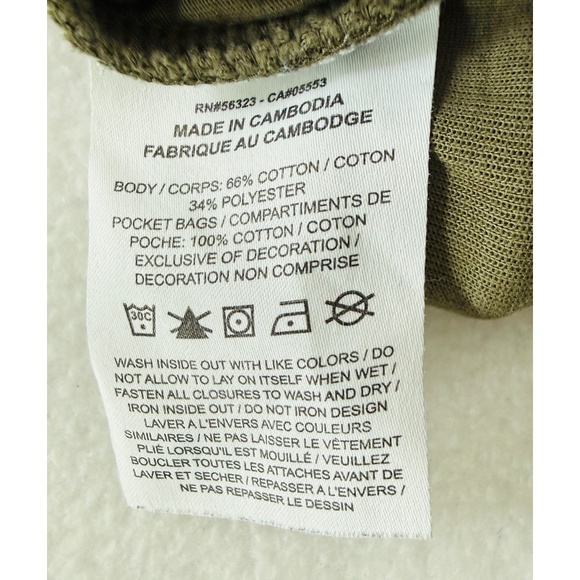 RN#56323 - CA#05553
MADE IN CAMBODIA
FABRIQUE AU CAMBODGE
BODY / CORPS: 66% COTTON / COTON
34% POLYESTER
POCKET BAGS / COMPARTIMENTS DE
POCHE: 100% COTTON / COTON
EXCLUSIVE OF DECORATION /
DECORATION NON COMPRISE
30C
WASH INSIDE OUT WITH LIKE COLORS / DO
NOT ALLOW TO LAY ON ITSELF WHEN WET /
FASTEN ALL CLOSURES TO WASH AND DRY /
IRON INSIDE OUT / DO NOT IRON DESIGN
LAVER A L'ENVERS AVEC COULEURS
SIMILAIRES / NE PAS LAISSER LE VÊTEMENT
PLIÉ LORSQU'IL EST MOUILLÉ / VEUILLEZ
BOUCLER TOUTES LES ATTACHES AVANT DE
LAVER ET SECHER / REPASSER A L'ENVERS /
NE PAS REPASSER LE DESSIN